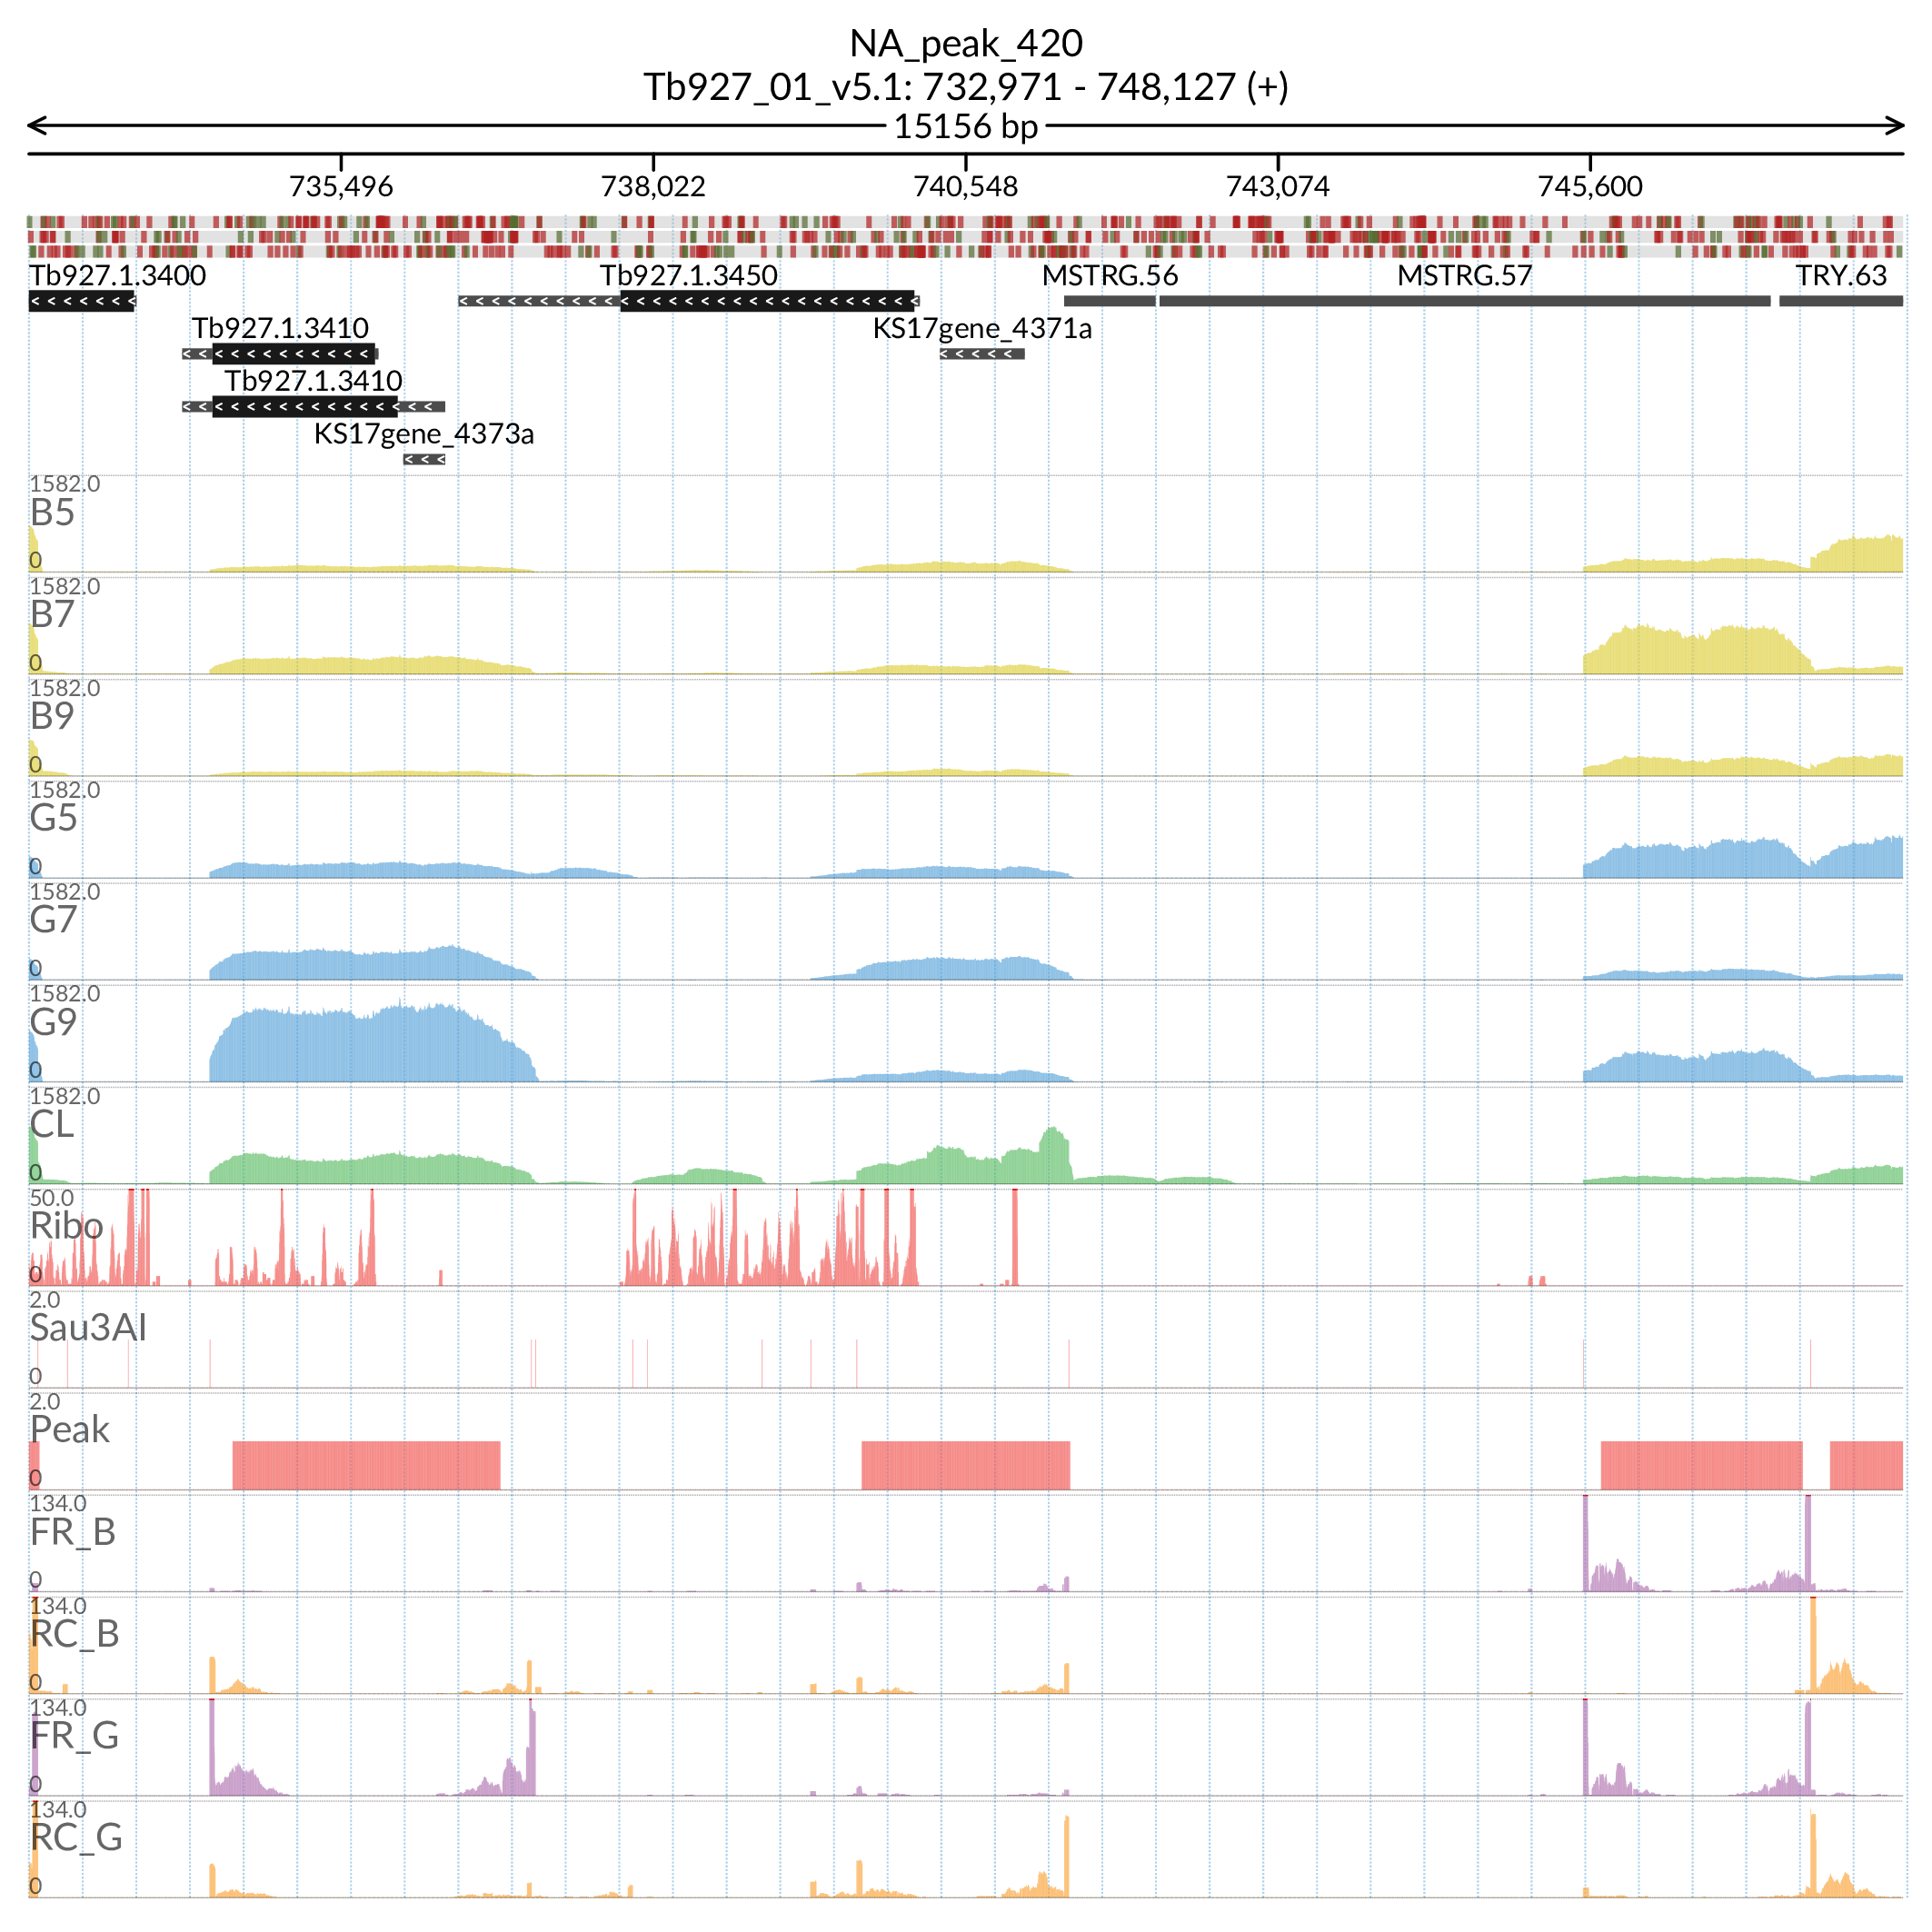 NA_peak_420
Tb927_01_v5.1: 732,971 - 748,127 (+)
15156 bp
735,496 738,022 740,548 743,074 745,600
Tb927.1.3400 Tb927.1.3450 MSTRG.56 MSTRG.57 TRY.63
Tb927.1.3410 KS17gene_4371a
Tb927.1.3410
KS17gene_4373a
1582.0
B5
0
1582.0
B7
0
1582.0
B9
0
1582.0
G5
0
1582.0
G7
0
1582.0
G9
0
1582.0
CL
0
50.0
Ribo
0
2.0
Sau3AI
0
2.0
Peak
0
134.0
FR_B
0
134.0
RC_B
0
134.0
FR_G
0
134.0
RC_G
0